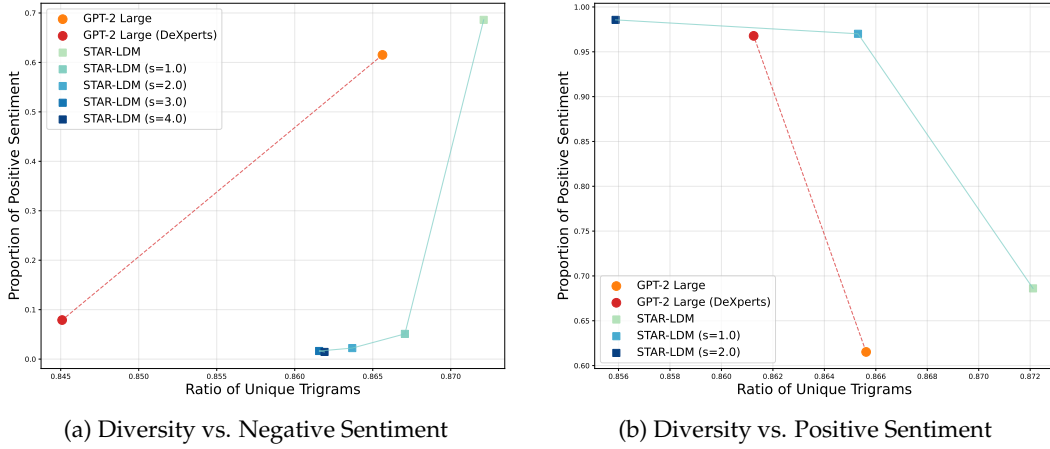 GPT-2 Large
GPT-2 Large (DeXperts)
STAR-LDM
STAR-LDM (s=1.0)
STAR-LDM (s=2.0)
STAR-LDM (s=3.0)
STAR-LDM (s=4.0)
Proportion of Positive Sentiment
0.7
0.6
0.5
0.4
0.3
0.2
0.1
0.0
0.845 0.850 0.855 0.860 0.865 0.870
Ratio of Unique Trigrams
(a) Diversity vs. Negative Sentiment
Proportion of Positive Sentiment
1.00
0.95
0.90
0.85
0.80
0.75
0.70
0.65
0.60
GPT-2 Large
GPT-2 Large (DeXperts)
STAR-LDM
STAR-LDM (s=1.0)
STAR-LDM (s=2.0)
0.856 0.858 0.860 0.862 0.864 0.866 0.868 0.870 0.872
Ratio of Unique Trigrams
(b) Diversity vs. Positive Sentiment